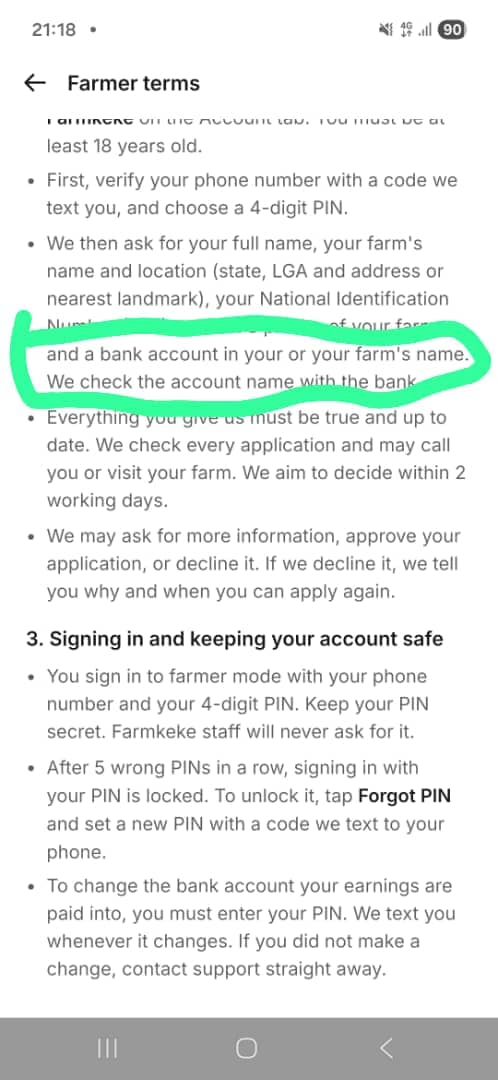 21:18
4G
90
Farmer terms
on the Account tab. You must be at
least 18 years old.
First, verify your phone number with a code we
text you, and choose a 4-digit PIN.
We then ask for your full name, your farm's
name and location (state, LGA and address or
nearest landmark), your National Identification
of your
and a bank account in your or your farm's name.
We check the account name with the bank
Everything you give us must be true and up to
date. We check every application and may call
you or visit your farm. We aim to decide within 2
working days.
We may ask for more information, approve your
application, or decline it. If we decline it, we tell
you why and when you can apply again.
3. Signing in and keeping your account safe
You sign in to farmer mode with your phone
number and your 4-digit PIN. Keep your PIN
secret. Farmkeke staff will never ask for it.
After 5 wrong PINs in a row, signing in with
your PIN is locked. To unlock it, tap Forgot PIN
and set a new PIN with a code we text to your
phone.
To change the bank account your earnings are
paid into, you must enter your PIN. We text you
whenever it changes. If you did not make a
change, contact support straight away.